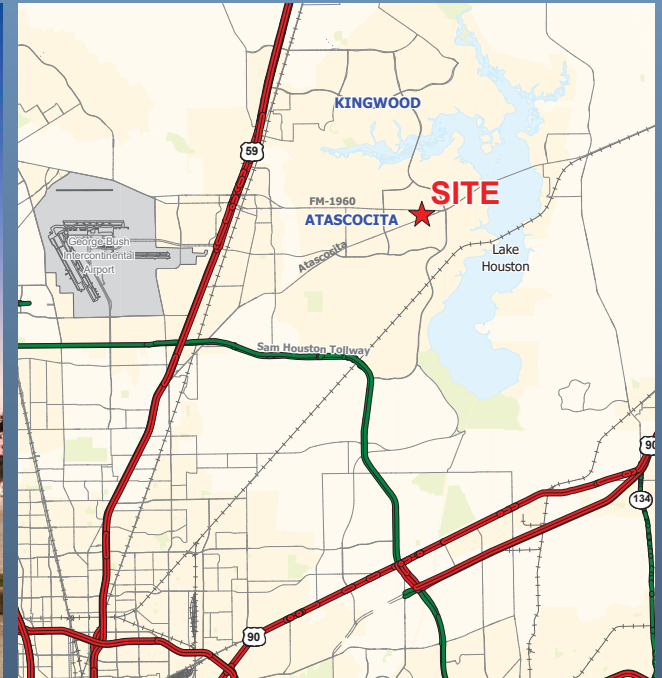 KINGWOOD
59
SITE
FM-1960
ATASCOCITA
Atascocita
George Bush
Intercontinental
Airport
Lake
Houston
Sam Houston Tollway
90
134
90